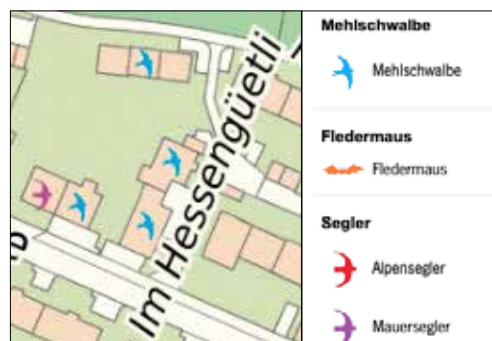 Im Hessengüetli
Mehlschwalbe
Mehlschwalbe
Fledermaus
Fledermaus
Segler
Alpensegler
Mauersegler